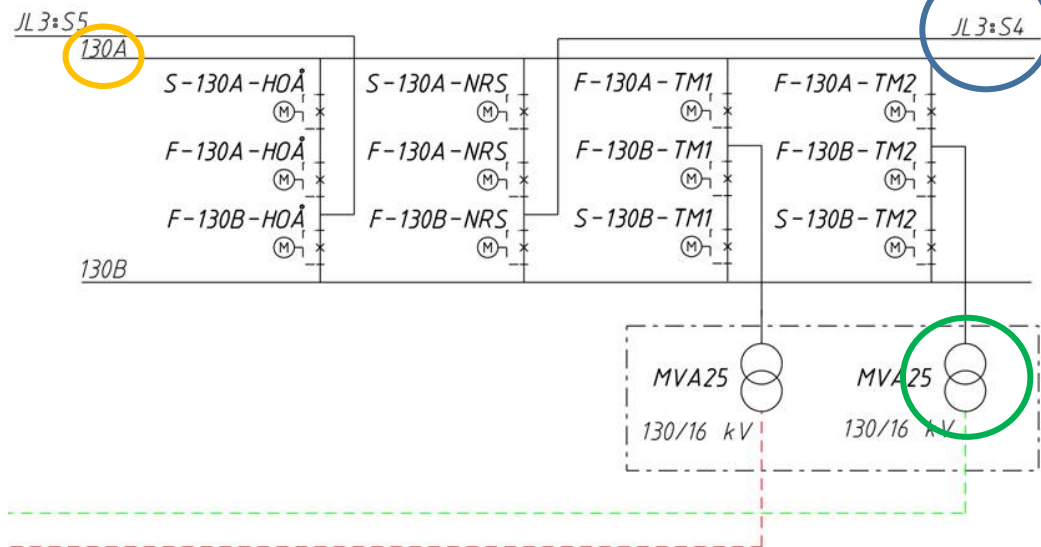 JL3:S5
JL3:S4
130A
S-130A-HOÅ S-130A-NRS F-130A-TM1 F-130A-TM2
M M M M
F-130A-HOÅ F-130A-NRS F-130B-TM1 F-130B-TM2
M M M M
F-130B-HOÅ F-130B-NRS S-130B-TM1 S-130B-TM2
M M M M
130B
MVA25 MVA25
130/16 kV 130/16 kV